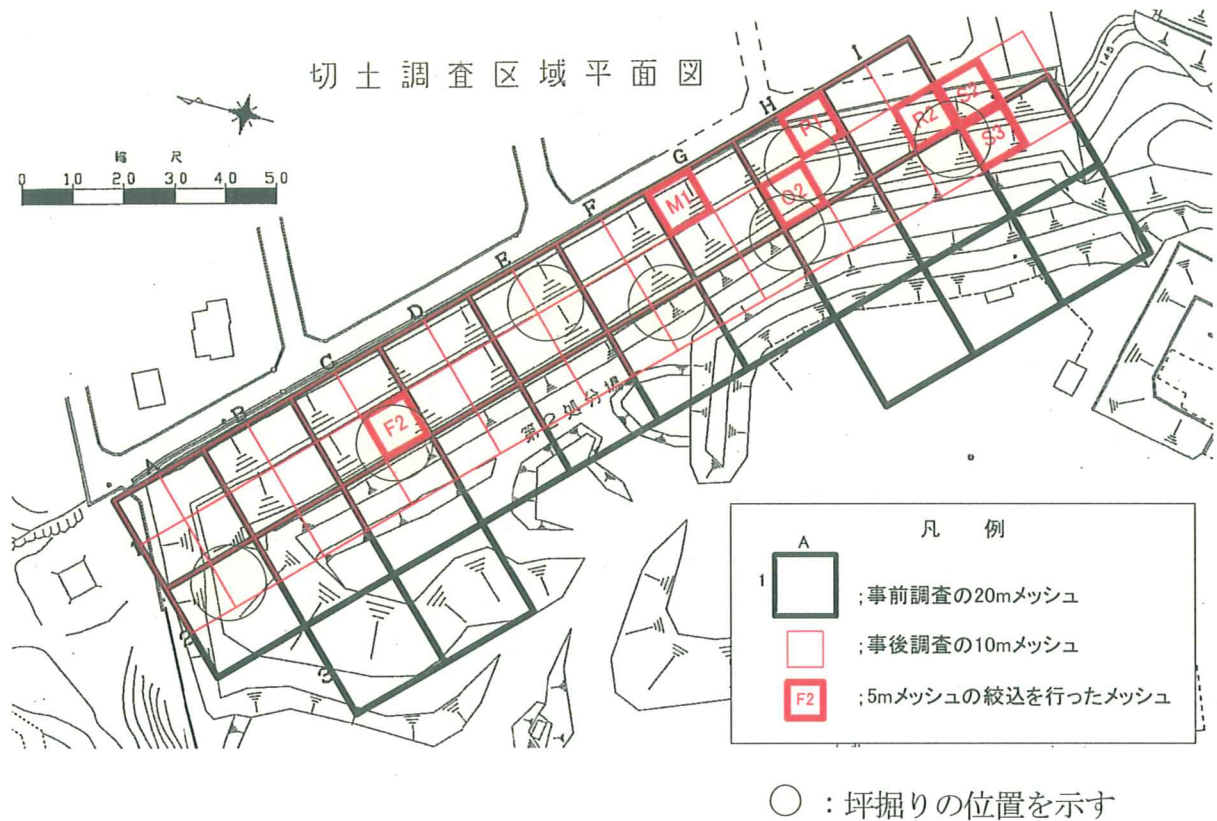 切土調査区域平面図
縮尺
0 10 20 30 40 50
145
A
B
C
D
E
F
G
H
I
1
2
3
P1
R2
S2
S3
M1
O2
F2
第2処分場
凡例
A
1
;事前調査の20mメッシュ
;事後調査の10mメッシュ
F2
;5mメッシュの絞込を行ったメッシュ
○:坪掘りの位置を示す